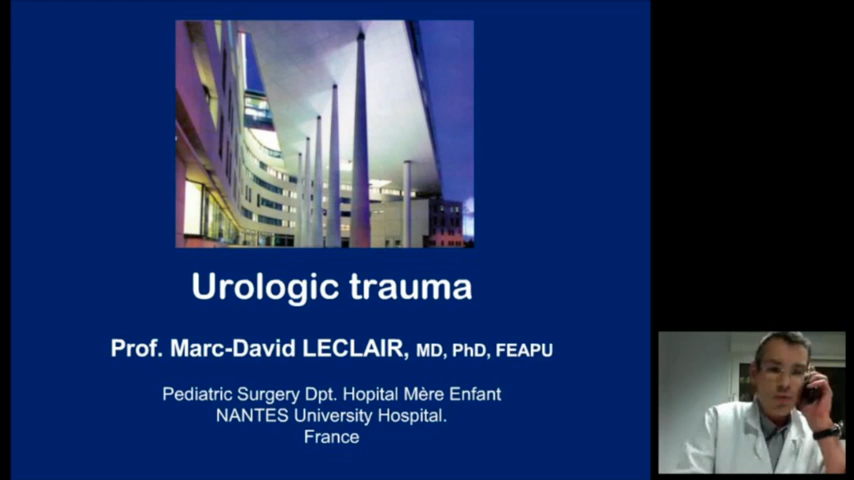 Urologic trauma
Prof. Marc-David LECLAIR, MD, PhD, FEAPU
Pediatric Surgery Dpt. Hopital Mère Enfant
NANTES University Hospital.
France